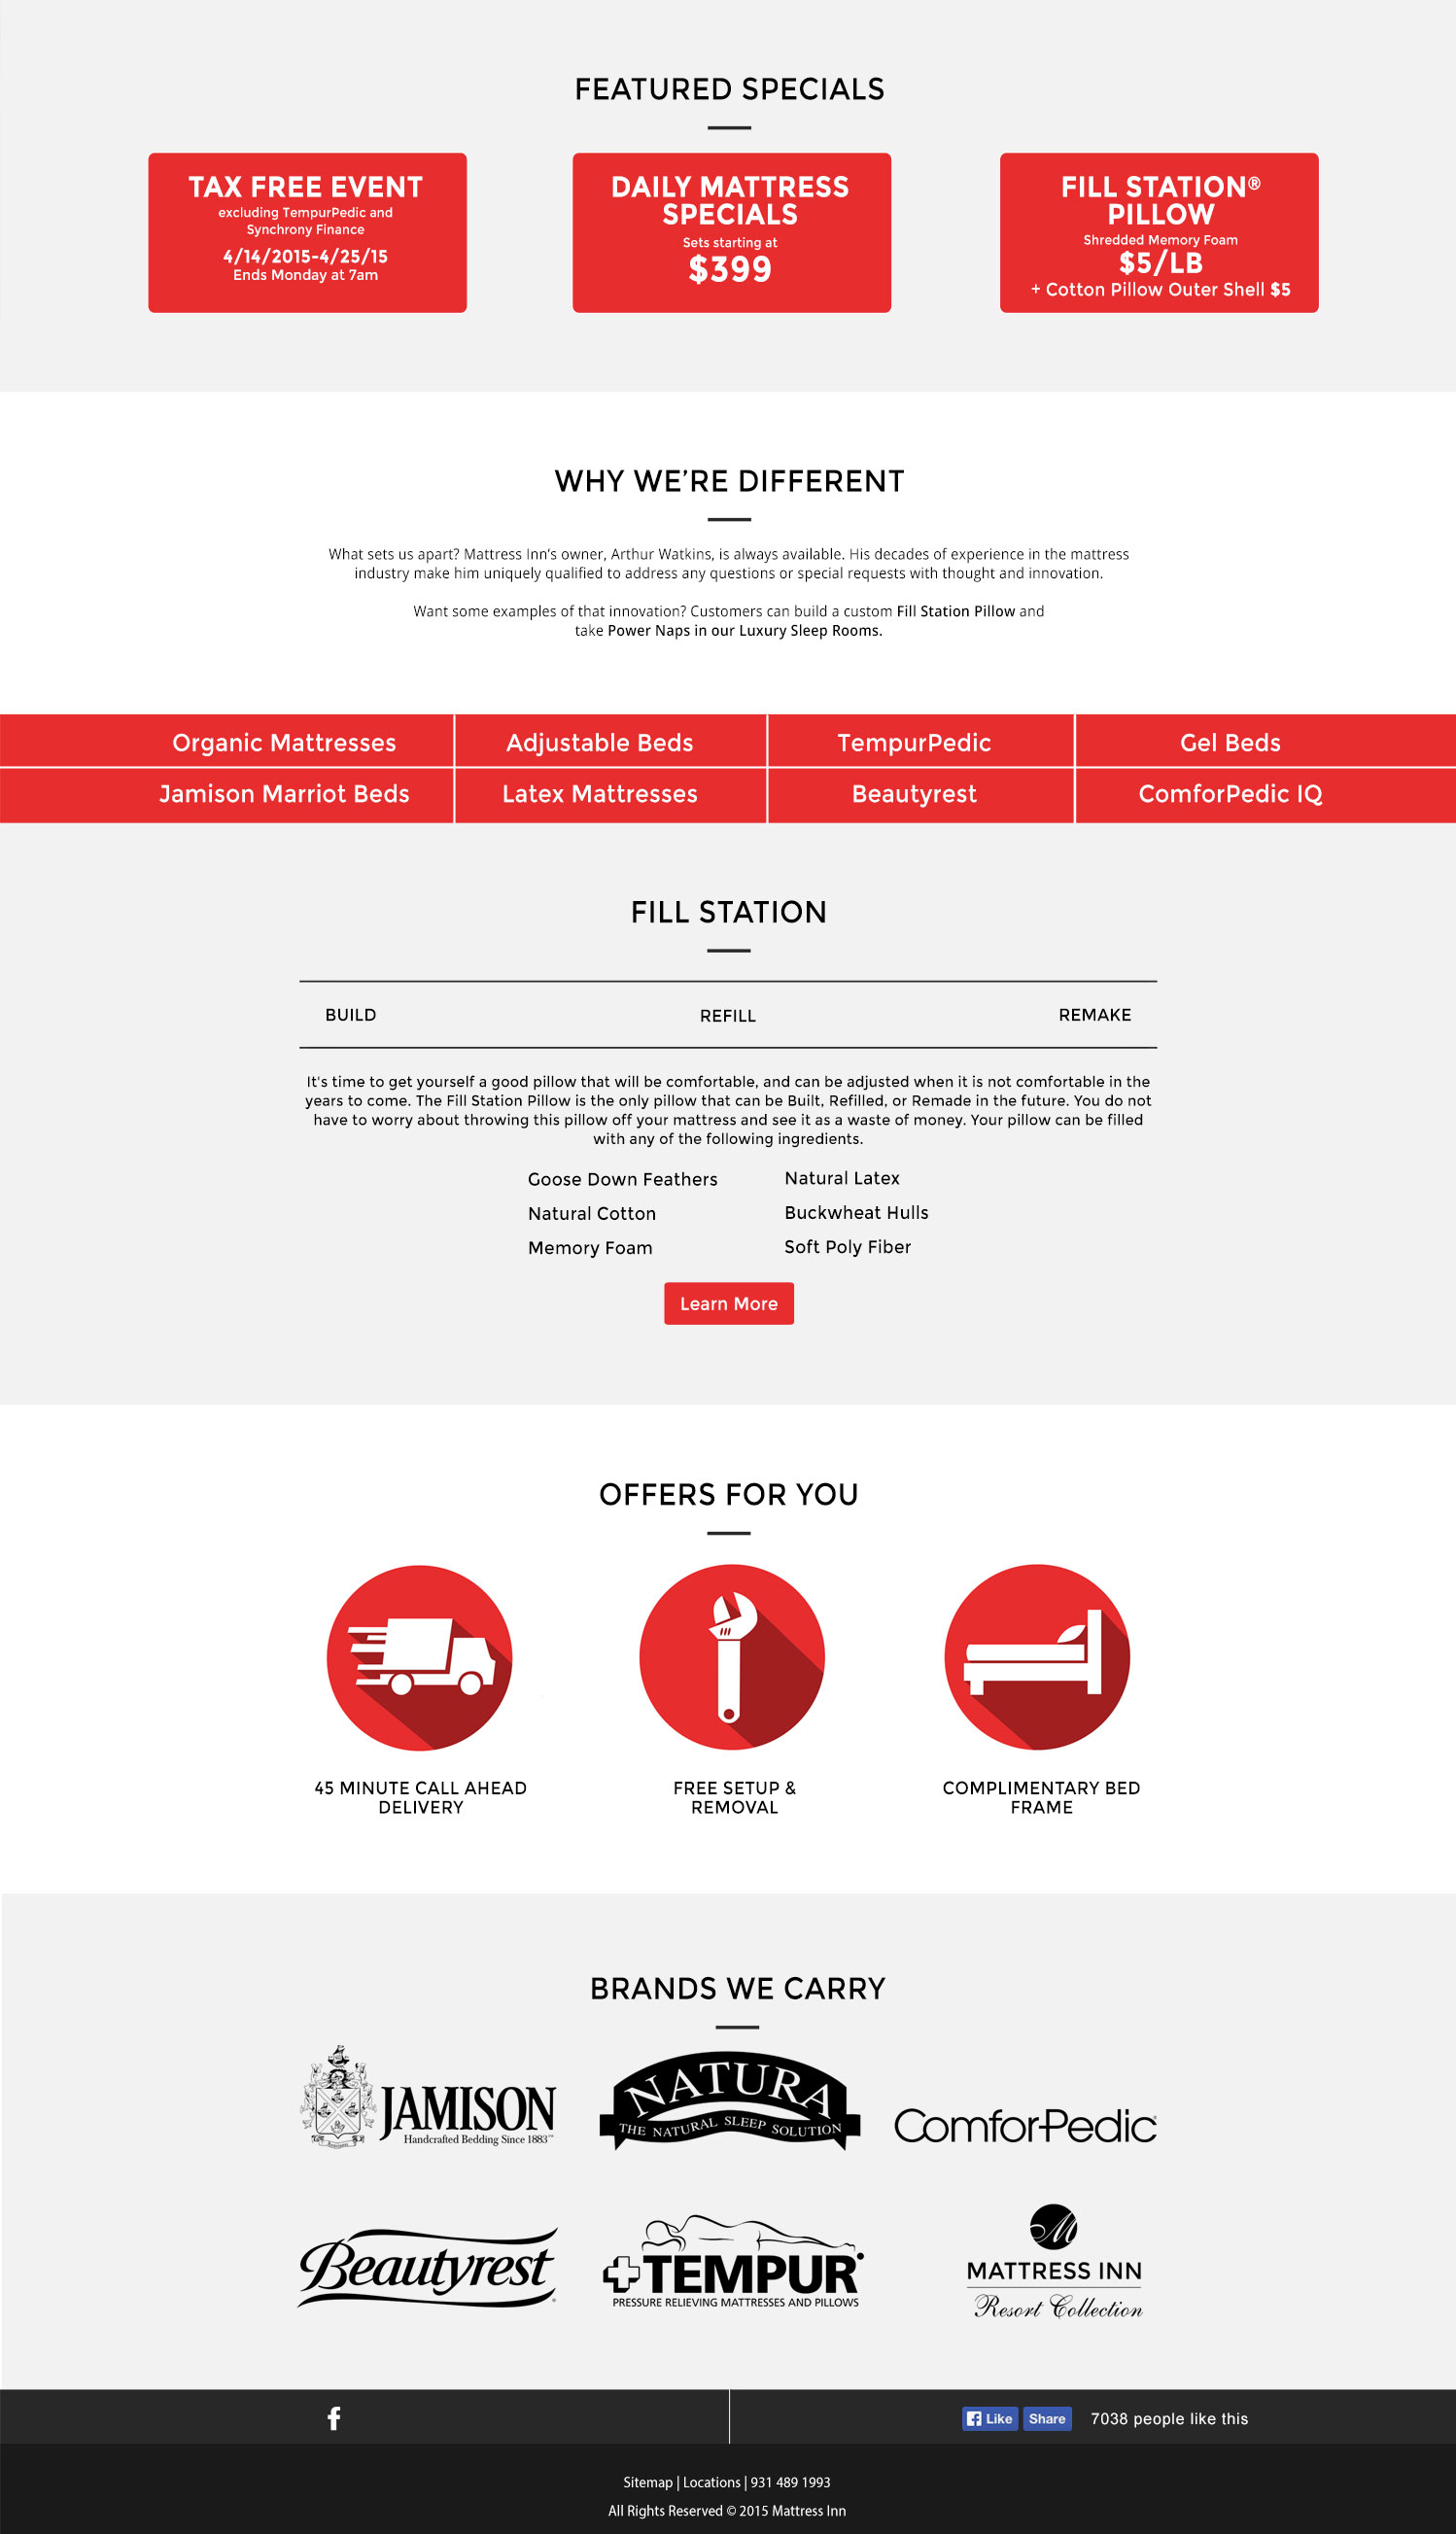 FEATURED SPECIALS
TAX FREE EVENT
excluding TempurPedic and
Synchrony Finance
4/14/2015-4/25/15
Ends Monday at 7am
DAILY MATTRESS
SPECIALS
Sets starting at
$399
FILL STATION®
PILLOW
Shredded Memory Foam
$5/LB
+ Cotton Pillow Outer Shell $5
WHY WE'RE DIFFERENT
What sets us apart? Mattress Inn's owner, Arthur Watkins, is always available. His decades of experience in the mattress
industry make him uniquely qualified to address any questions or special requests with thought and innovation.
Want some examples of that innovation? Customers can build a custom Fill Station Pillow and
take Power Naps in our Luxury Sleep Rooms.
Organic Mattresses Adjustable Beds TempurPedic Gel Beds
Jamison Marriot Beds Latex Mattresses Beautyrest ComforPedic IQ
FILL STATION
BUILD REFILL REMAKE
It's time to get yourself a good pillow that will be comfortable, and can be adjusted when it is not comfortable in the
years to come. The Fill Station Pillow is the only pillow that can be Built, Refilled, or Remade in the future. You do not
have to worry about throwing this pillow off your mattress and see it as a waste of money. Your pillow can be filled
with any of the following ingredients.
Goose Down Feathers Natural Latex
Natural Cotton Buckwheat Hulls
Memory Foam Soft Poly Fiber
Learn More
OFFERS FOR YOU
45 MINUTE CALL AHEAD
DELIVERY
FREE SETUP &
REMOVAL
COMPLIMENTARY BED
FRAME
BRANDS WE CARRY
JAMISON
Handcrafted Bedding Since 1883™
NATURA
THE NATURAL SLEEP SOLUTION
ComforPedic
Beautyrest
TEMPUR
PRESSURE RELIEVING MATTRESSES AND PILLOWS
M
MATTRESS INN
Resort Collection
f
Like Share 7038 people like this
Sitemap | Locations | 931 489 1993
All Rights Reserved © 2015 Mattress Inn